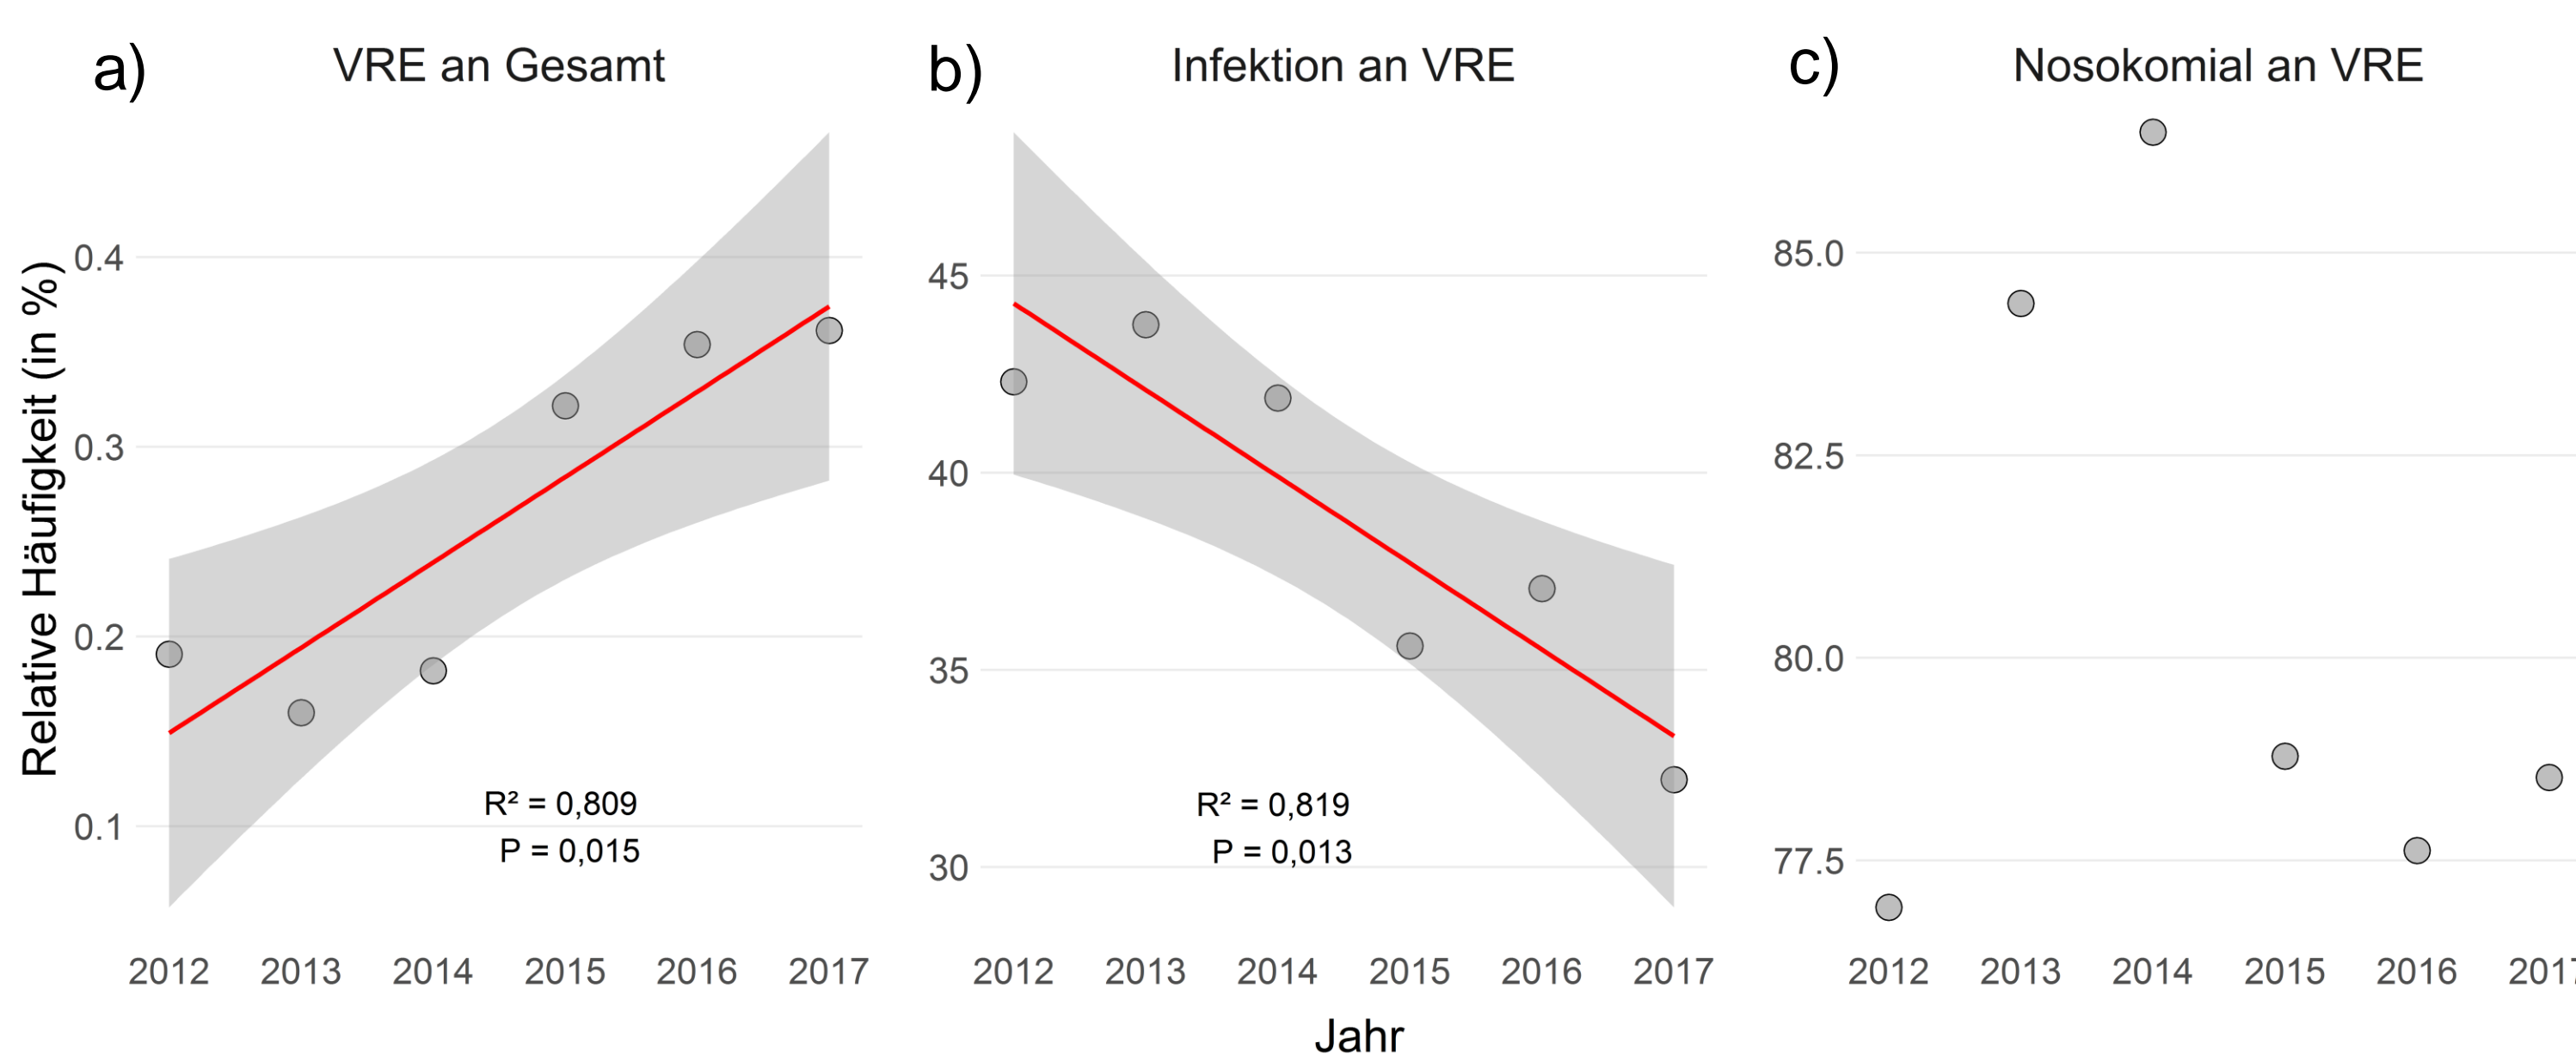 a)
VRE an Gesamt
Relative Häufigkeit (in %)
0.4
0.3
0.2
0.1
R² = 0,809
P = 0,015
2012 2013 2014 2015 2016 2017
b)
Infektion an VRE
45
40
35
30
R² = 0,819
P = 0,013
2012 2013 2014 2015 2016 2017
Jahr
c)
Nosokomial an VRE
85.0
82.5
80.0
77.5
2012 2013 2014 2015 2016 2017